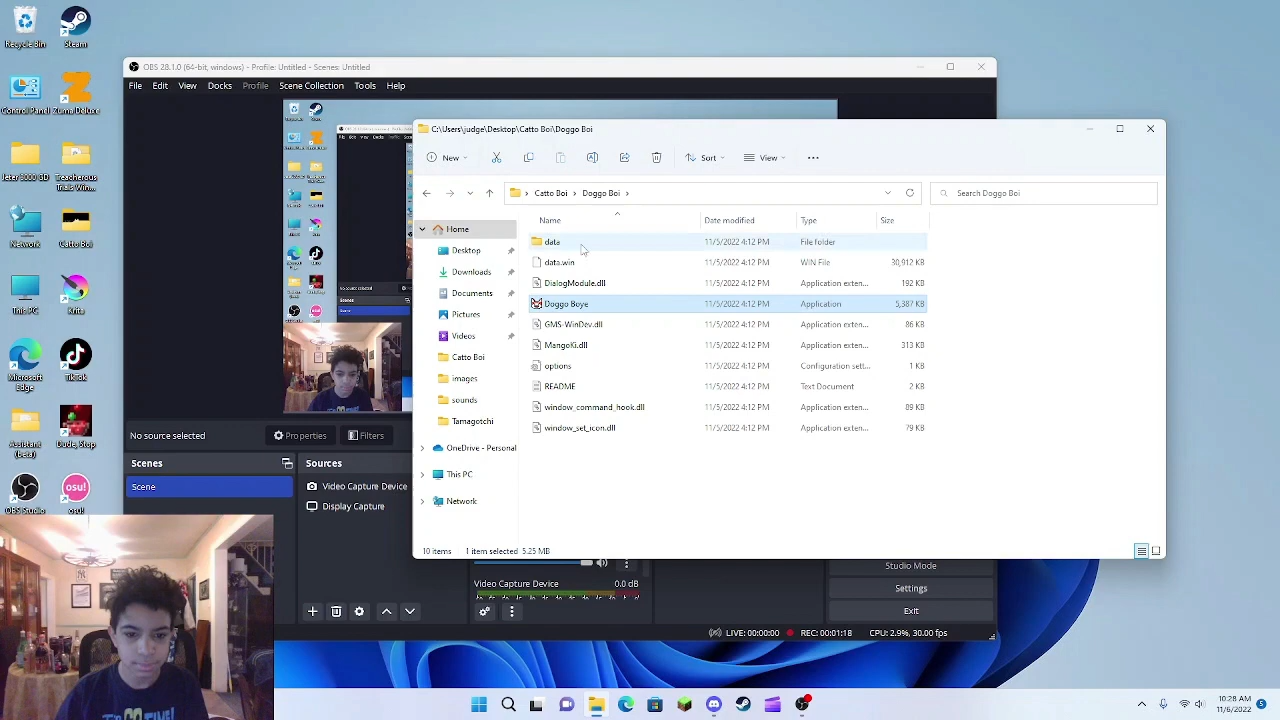 Recycle Bin
Steam
Control Panel
Zuma Deluxe
Jeter 3000 BD
Treacherous
Trials Win...
Network
Catto Boi
This PC
Krita
Microsoft
Edge
TikTok
Assistant
(beta)
Dude, Stop
OBS Studio
osu!
OBS 28.1.0 (64-bit, windows) - Profile: Untitled - Scenes: Untitled
File Edit View Docks Profile Scene Collection Tools Help
No source selected
Properties
Filters
Scenes
Scene
Sources
Video Capture Device
Display Capture
Video Capture Device
0.0 dB
Studio Mode
Settings
Exit
LIVE: 00:00:00
REC: 00:01:18
CPU: 2.9%, 30.00 fps
C:\Users\judge\Desktop\Catto Boi\Doggo Boi
New
Sort
View
Catto Boi
Doggo Boi
Search Doggo Boi
Home
Desktop
Downloads
Documents
Pictures
Videos
Catto Boi
images
sounds
Tamagotchi
OneDrive - Personal
This PC
Network
Name Date modified Type Size
data 11/5/2022 4:12 PM File folder
data.win 11/5/2022 4:12 PM WIN File 30,912 KB
DialogModule.dll 11/5/2022 4:12 PM Application exten... 192 KB
Doggo Boye 11/5/2022 4:12 PM Application 5,387 KB
GMS-WinDev.dll 11/5/2022 4:12 PM Application exten... 86 KB
MangoKi.dll 11/5/2022 4:12 PM Application exten... 313 KB
options 11/5/2022 4:12 PM Configuration sett... 1 KB
README 11/5/2022 4:12 PM Text Document 2 KB
window_command_hook.dll 11/5/2022 4:12 PM Application exten... 89 KB
window_set_icon.dll 11/5/2022 4:12 PM Application exten... 79 KB
10 items
1 item selected
5.25 MB
10:28 AM
11/6/2022
5